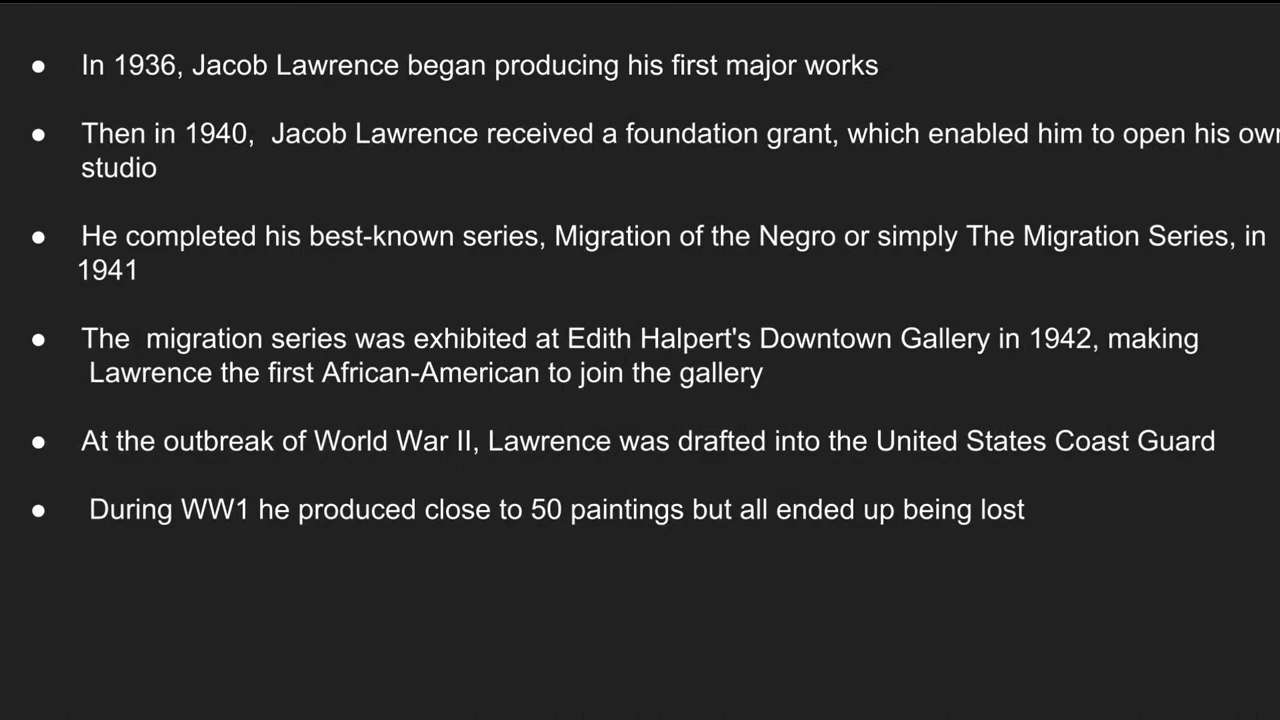 ● In 1936, Jacob Lawrence began producing his first major works
● Then in 1940,  Jacob Lawrence received a foundation grant, which enabled him to open his own
studio
● He completed his best-known series, Migration of the Negro or simply The Migration Series, in
1941
● The  migration series was exhibited at Edith Halpert's Downtown Gallery in 1942, making
Lawrence the first African-American to join the gallery
● At the outbreak of World War II, Lawrence was drafted into the United States Coast Guard
● During WW1 he produced close to 50 paintings but all ended up being lost